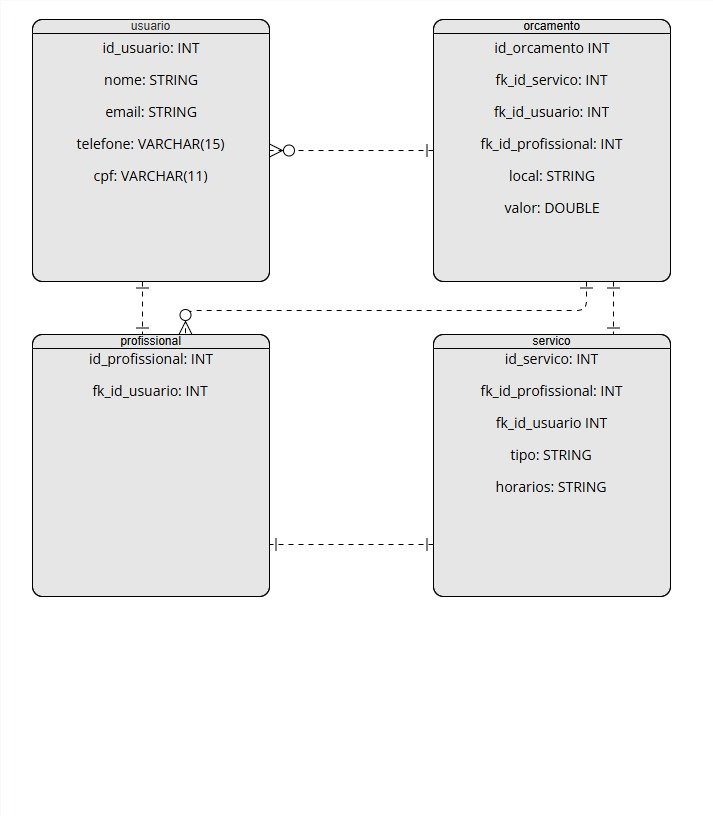 usuario
id_usuario: INT
nome: STRING
email: STRING
telefone: VARCHAR(15)
cpf: VARCHAR(11)
orcamento
id_orcamento INT
fk_id_servico: INT
fk_id_usuario: INT
fk_id_profissional: INT
local: STRING
valor: DOUBLE
profissional
id_profissional: INT
fk_id_usuario: INT
servico
id_servico: INT
fk_id_profissional: INT
fk_id_usuario INT
tipo: STRING
horarios: STRING